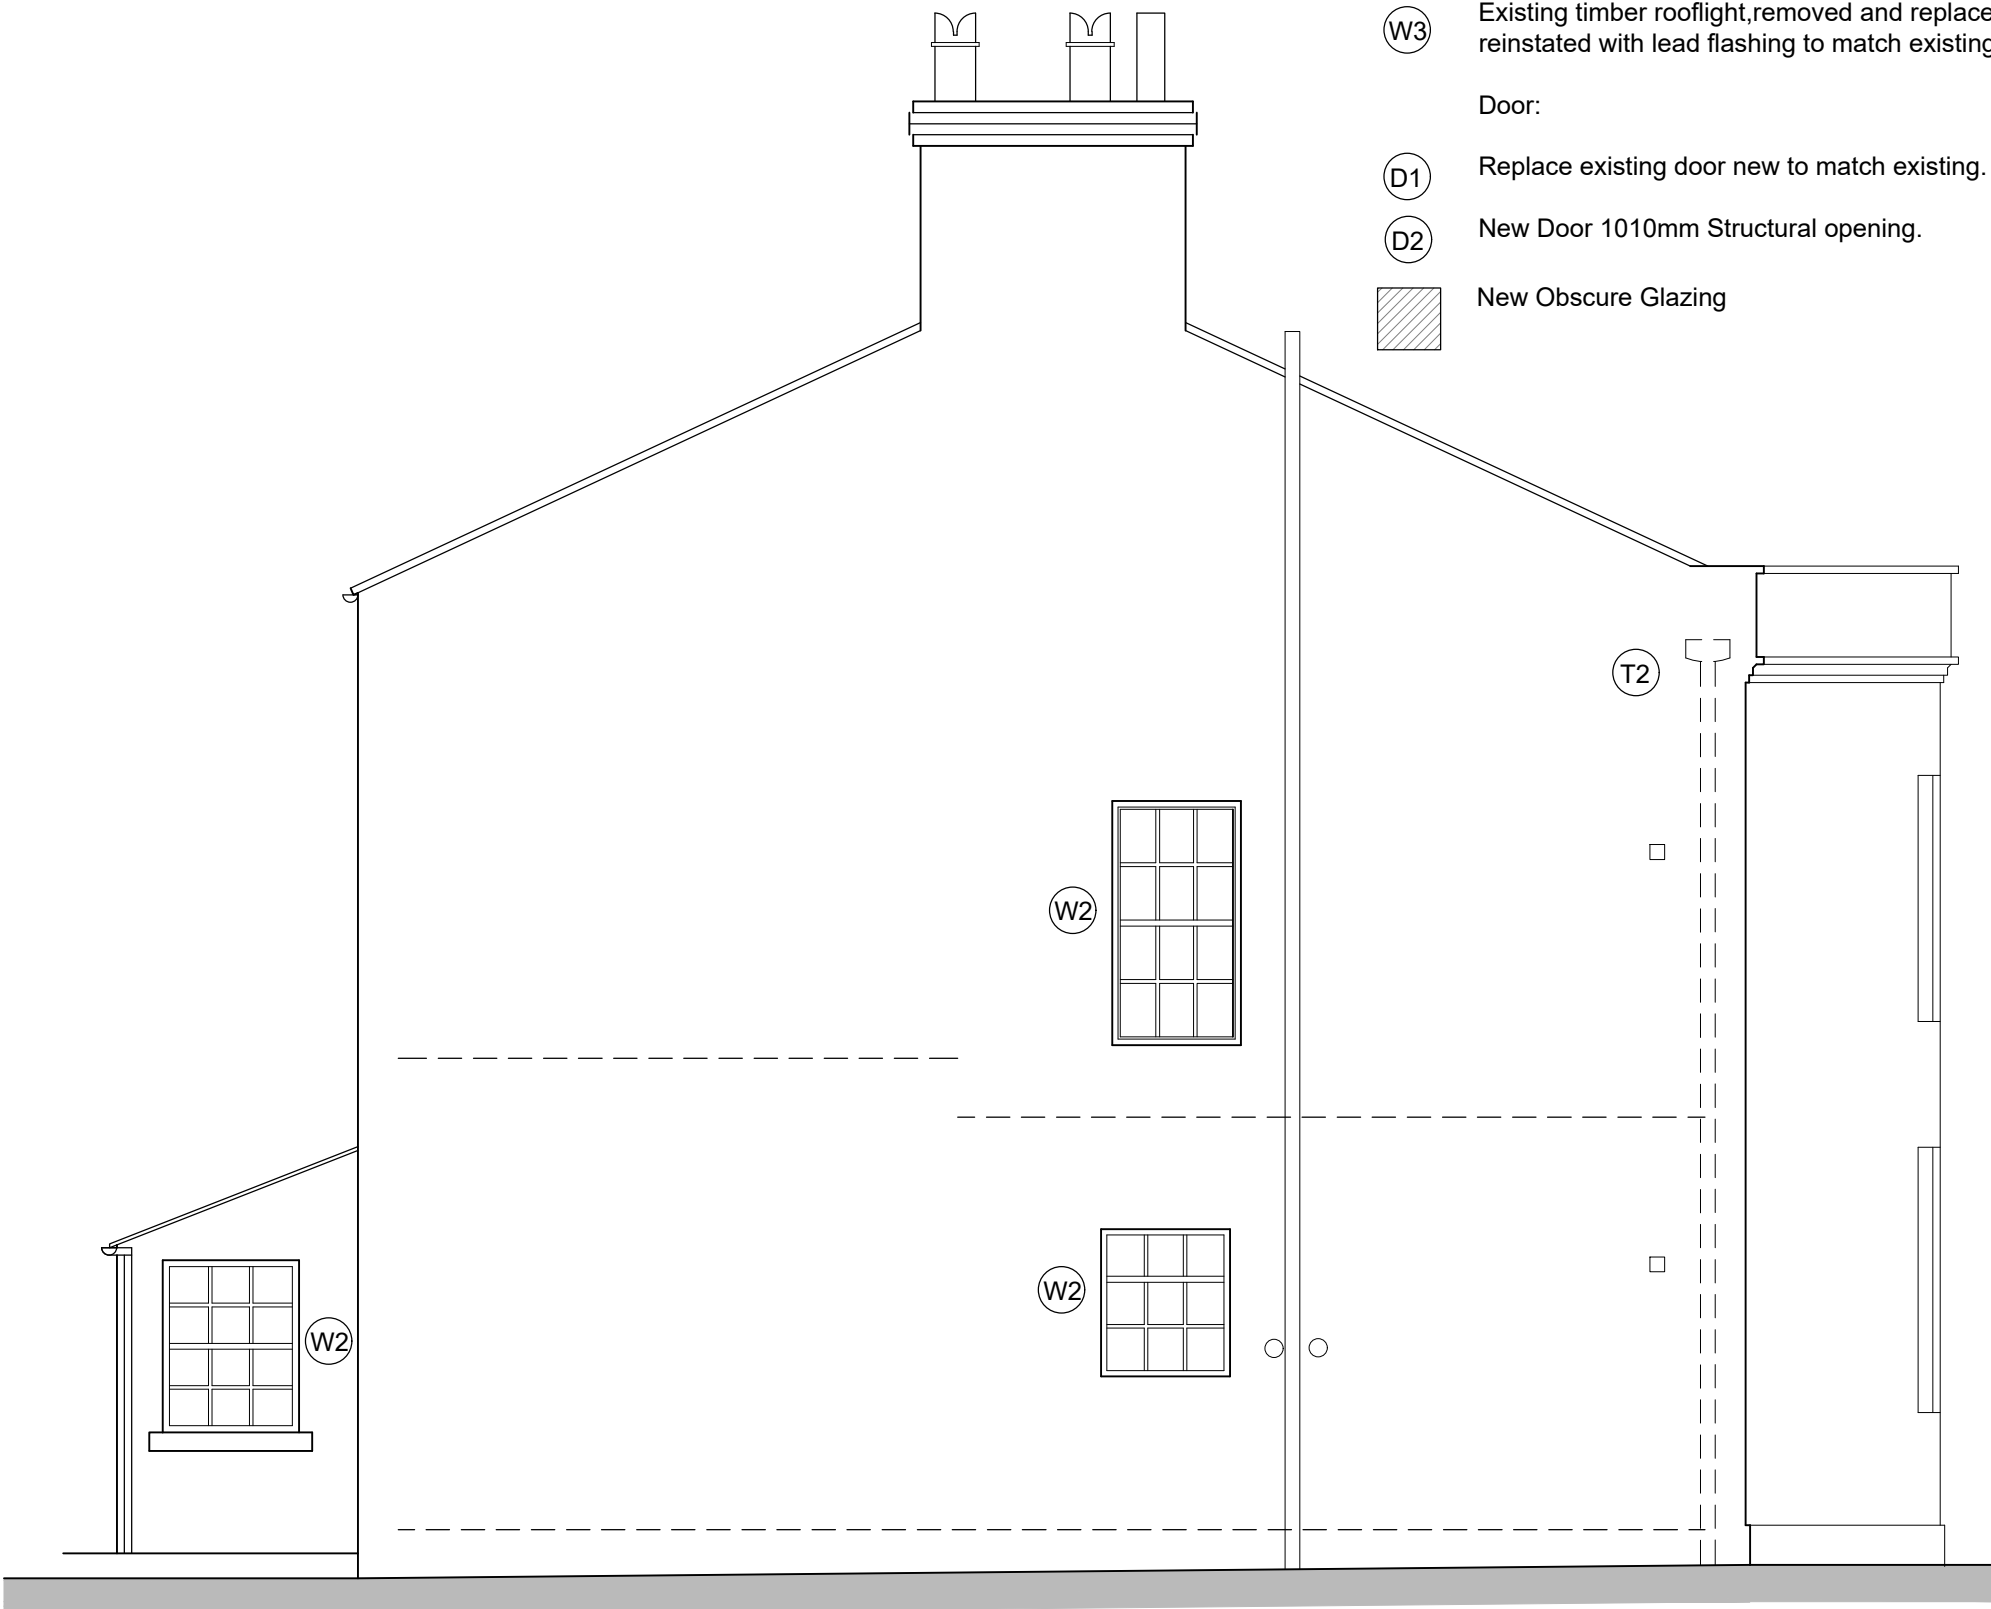 W3
Existing timber rooflight,removed and replace
reinstated with lead flashing to match existing
Door:
D1
Replace existing door new to match existing.
D2
New Door 1010mm Structural opening.
New Obscure Glazing
T2
W2
W2
W2